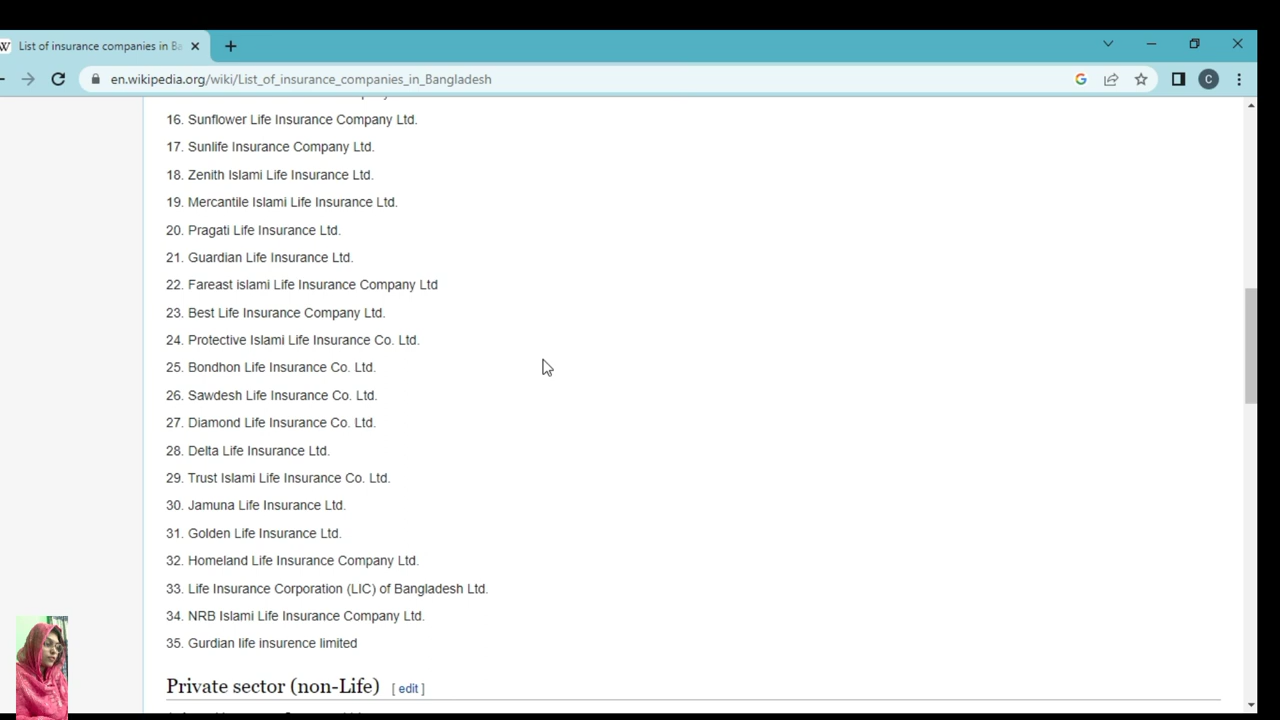 List of insurance companies in Ba
en.wikipedia.org/wiki/List_of_insurance_companies_in_Bangladesh
16. Sunflower Life Insurance Company Ltd.
17. Sunlife Insurance Company Ltd.
18. Zenith Islami Life Insurance Ltd.
19. Mercantile Islami Life Insurance Ltd.
20. Pragati Life Insurance Ltd.
21. Guardian Life Insurance Ltd.
22. Fareast islami Life Insurance Company Ltd
23. Best Life Insurance Company Ltd.
24. Protective Islami Life Insurance Co. Ltd.
25. Bondhon Life Insurance Co. Ltd.
26. Sawdesh Life Insurance Co. Ltd.
27. Diamond Life Insurance Co. Ltd.
28. Delta Life Insurance Ltd.
29. Trust Islami Life Insurance Co. Ltd.
30. Jamuna Life Insurance Ltd.
31. Golden Life Insurance Ltd.
32. Homeland Life Insurance Company Ltd.
33. Life Insurance Corporation (LIC) of Bangladesh Ltd.
34. NRB Islami Life Insurance Company Ltd.
35. Gurdian life insurence limited
Private sector (non-Life) [ edit ]